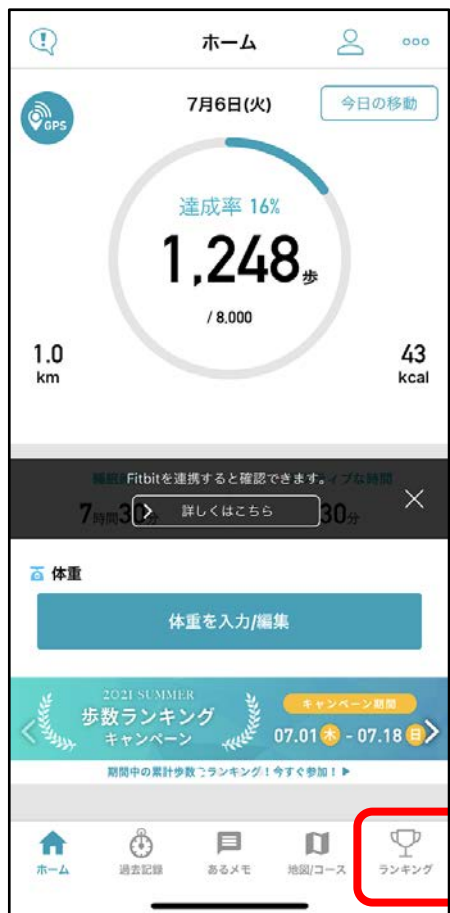 ホーム
GPS
7月6日(火)
今日の移動
達成率 16%
1,248歩
/ 8,000
1.0
km
43
kcal
Fitbitを連携すると確認できます。
詳しくはこちら
7時間30分
30分
体重
体重を入力/編集
2021 SUMMER
歩数ランキング
キャンペーン
キャンペーン期間
07.01 木 - 07.18 日
期間中の累計歩数でランキング!今すぐ参加!▶
ホーム
過去記録
あるメモ
地図/コース
ランキング